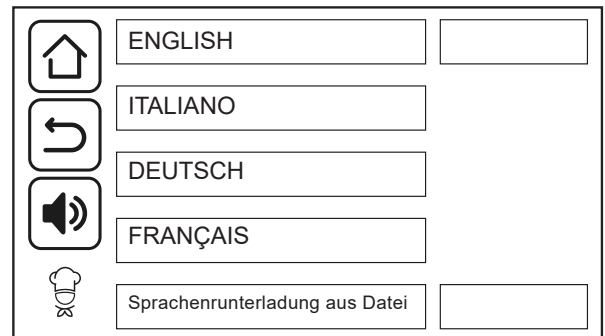 ENGLISH
ITALIANO
DEUTSCH
FRANÇAIS
Sprachenrunterladung aus Datei